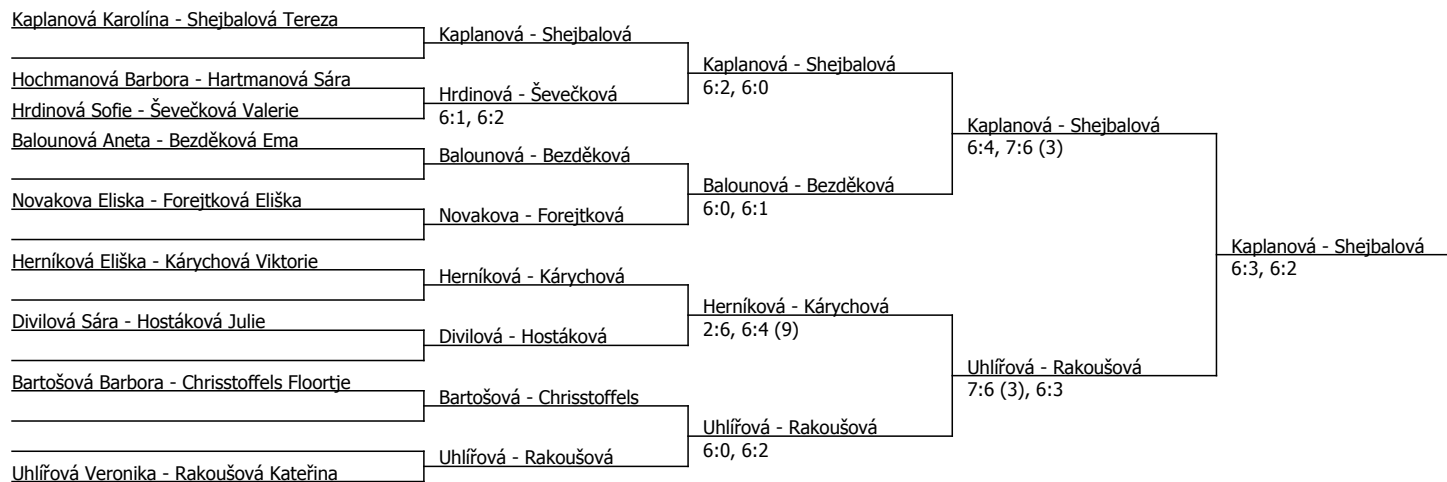 Kaplanová Karolína - Shejbalová Tereza
Hochmanová Barbora - Hartmanová Sára
Hrdinová Sofie - Ševečková Valerie
Balounová Aneta - Bezděková Ema
Novakova Eliska - Forejtková Eliška
Herníková Eliška - Kárychová Viktorie
Divilová Sára - Hostáková Julie
Bartošová Barbora - Chrisstoffels Floortje
Uhlířová Veronika - Rakoušová Kateřina
Kaplanová - Shejbalová
Hrdinová - Ševečková
6:1, 6:2
Balounová - Bezděková
Novakova - Forejtková
Herníková - Kárychová
Divilová - Hostáková
Bartošová - Chrisstoffels
Uhlířová - Rakoušová
Kaplanová - Shejbalová
6:2, 6:0
Balounová - Bezděková
6:0, 6:1
Herníková - Kárychová
2:6, 6:4 (9)
Uhlířová - Rakoušová
6:0, 6:2
Kaplanová - Shejbalová
6:4, 7:6 (3)
Uhlířová - Rakoušová
7:6 (3), 6:3
Kaplanová - Shejbalová
6:3, 6:2